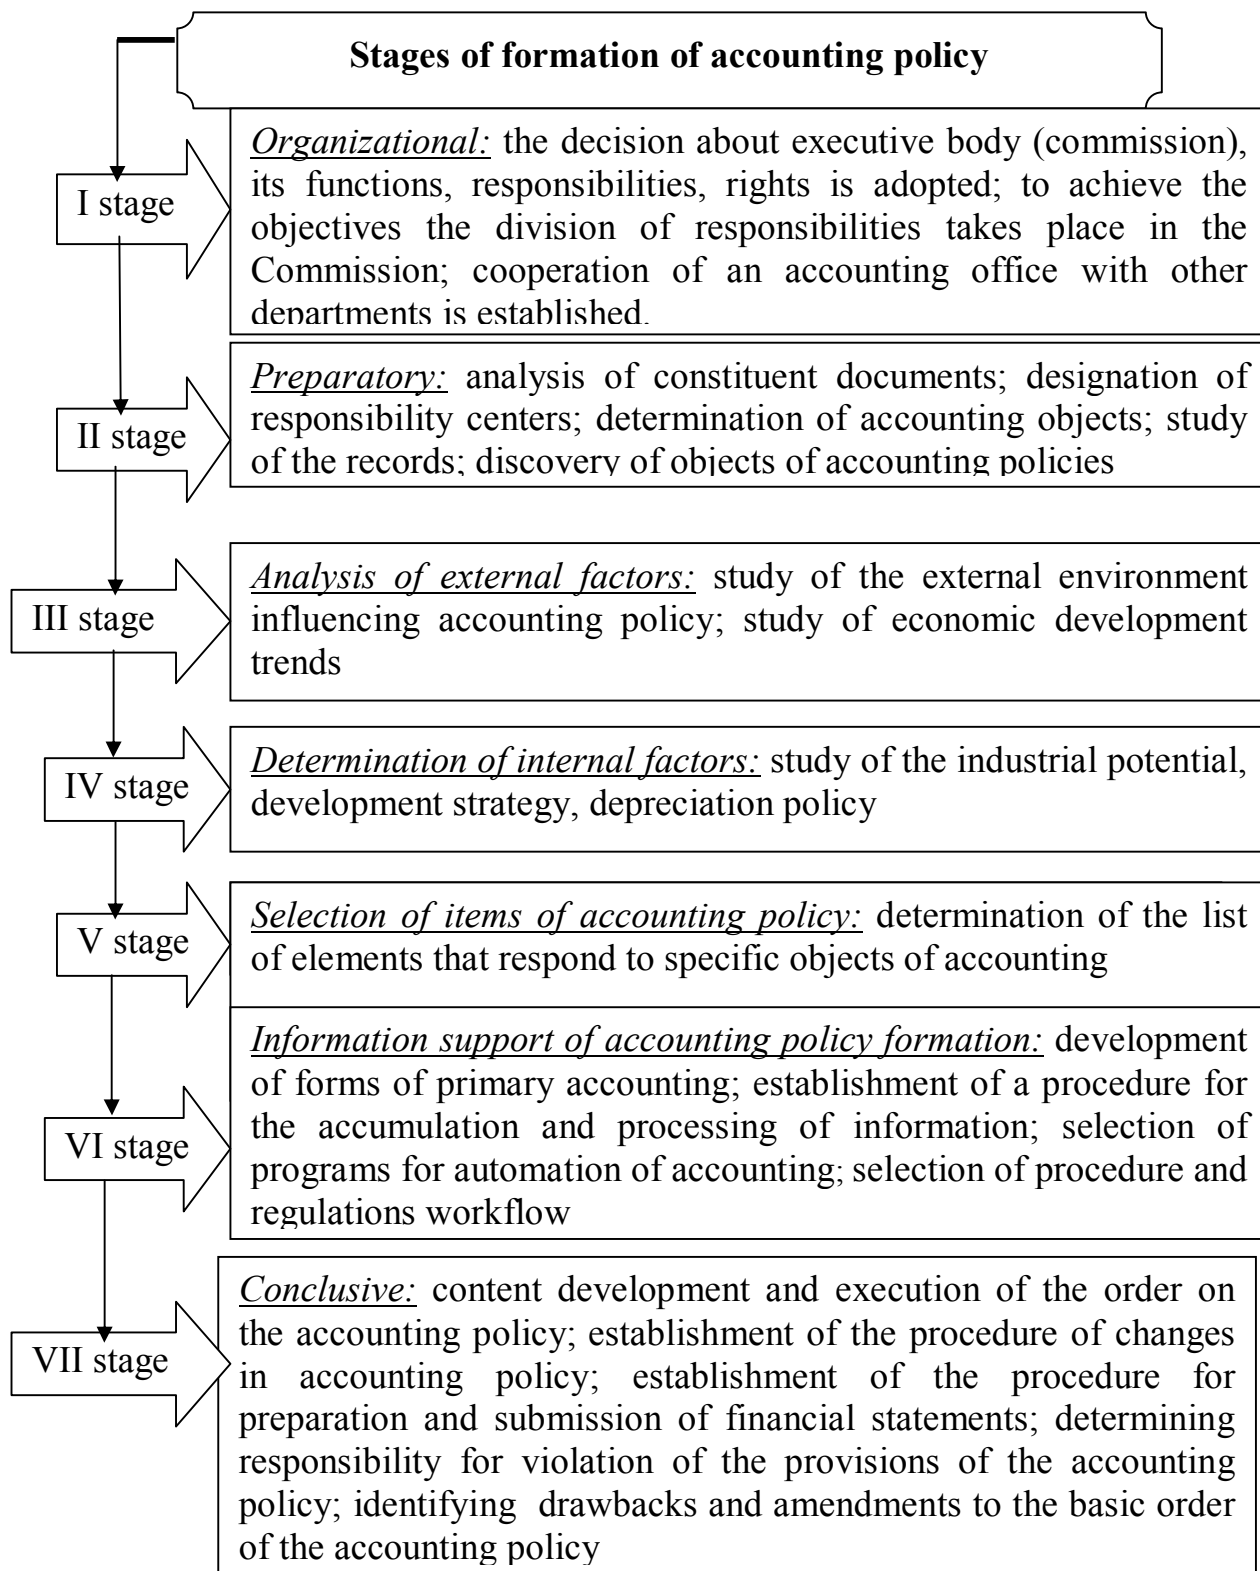 Stages of formation of accounting policy
I stage
Organizational: the decision about executive body (commission),
its functions, responsibilities, rights is adopted; to achieve the
objectives the division of responsibilities takes place in the
Commission; cooperation of an accounting office with other
departments is established.
II stage
Preparatory: analysis of constituent documents; designation of
responsibility centers; determination of accounting objects; study
of the records; discovery of objects of accounting policies
III stage
Analysis of external factors: study of the external environment
influencing accounting policy; study of economic development
trends
IV stage
Determination of internal factors: study of the industrial potential,
development strategy, depreciation policy
V stage
Selection of items of accounting policy: determination of the list
of elements that respond to specific objects of accounting
VI stage
Information support of accounting policy formation: development
of forms of primary accounting; establishment of a procedure for
the accumulation and processing of information; selection of
programs for automation of accounting; selection of procedure and
regulations workflow
VII stage
Conclusive: content development and execution of the order on
the accounting policy; establishment of the procedure of changes
in accounting policy; establishment of the procedure for
preparation and submission of financial statements; determining
responsibility for violation of the provisions of the accounting
policy; identifying drawbacks and amendments to the basic order
of the accounting policy